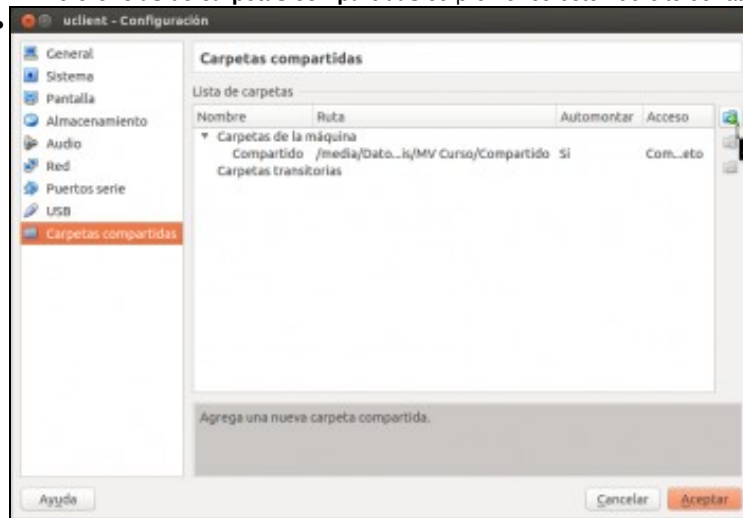 uclient - Configuración
General
Sistema
Pantalla
Almacenamiento
Audio
Red
Puertos serie
USB
Carpetas compartidas
Carpetas compartidas
Lista de carpetas
Nombre Ruta Automontar Acceso
Carpetas de la máquina
Compartido /media/Dato...is/MV Curso/Compartido Sí Com...eto
Carpetas transitorias
Agrega una nueva carpeta compartida.
Ayuda Cancelar Aceptar